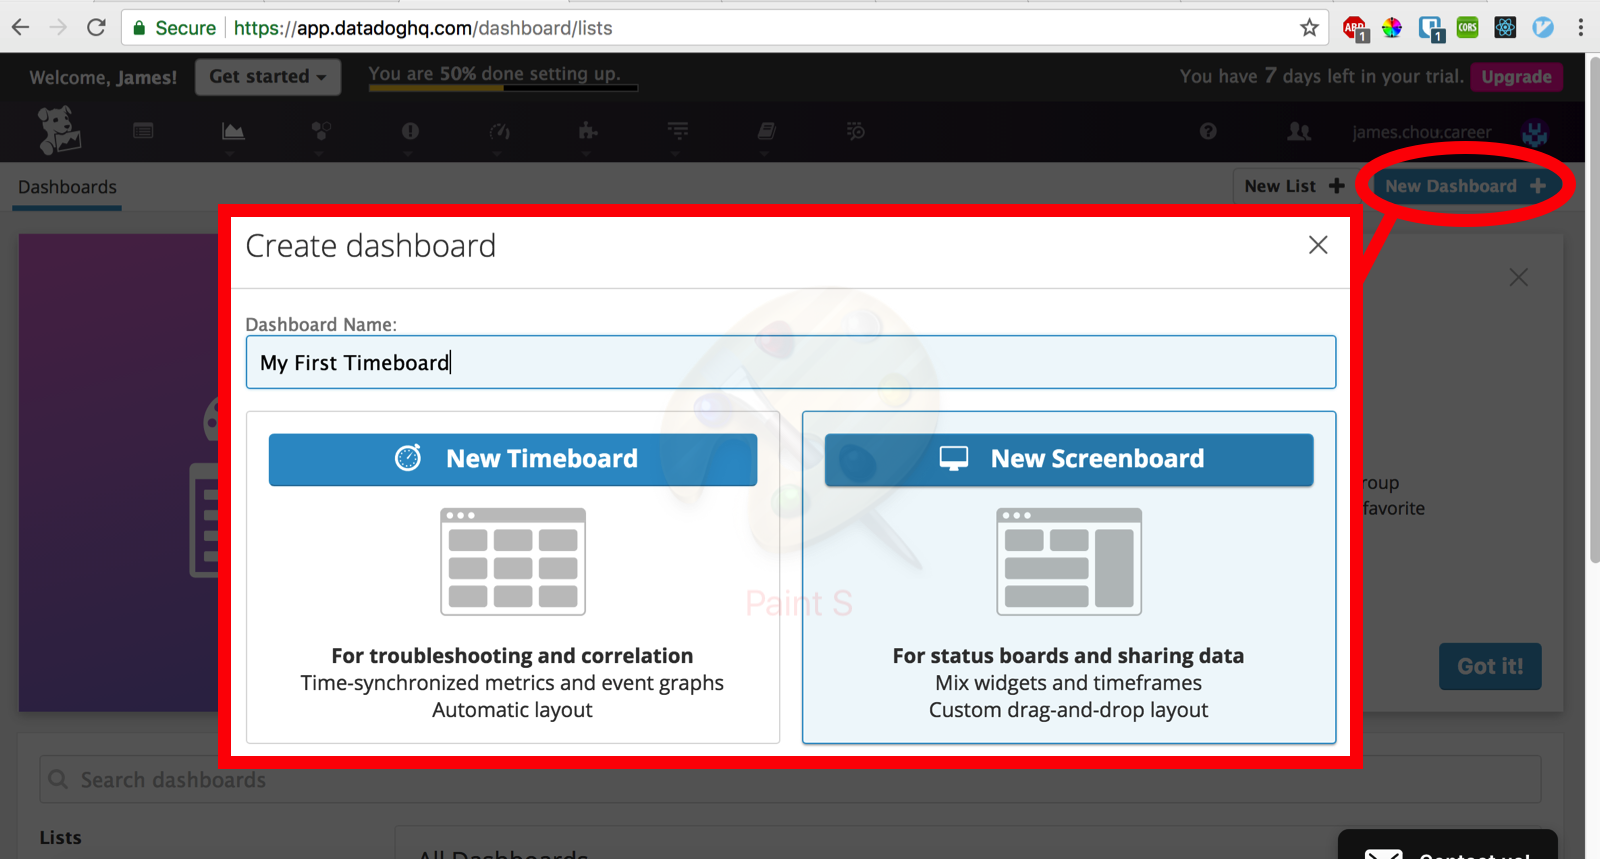 Secure https://app.datadoghq.com/dashboard/lists
ABP 1 1 CORS
Welcome, James! Get started You are 50% done setting up. You have 7 days left in your trial. Upgrade
james.chou.career
Dashboards New List + New Dashboard +
Create dashboard
Dashboard Name:
My First Timeboard
New Timeboard
For troubleshooting and correlation
Time-synchronized metrics and event graphs
Automatic layout
New Screenboard
For status boards and sharing data
Mix widgets and timeframes
Custom drag-and-drop layout
Paint S
roup
favorite
Got it!
Search dashboards
Lists
All Dashboards
Contact us!